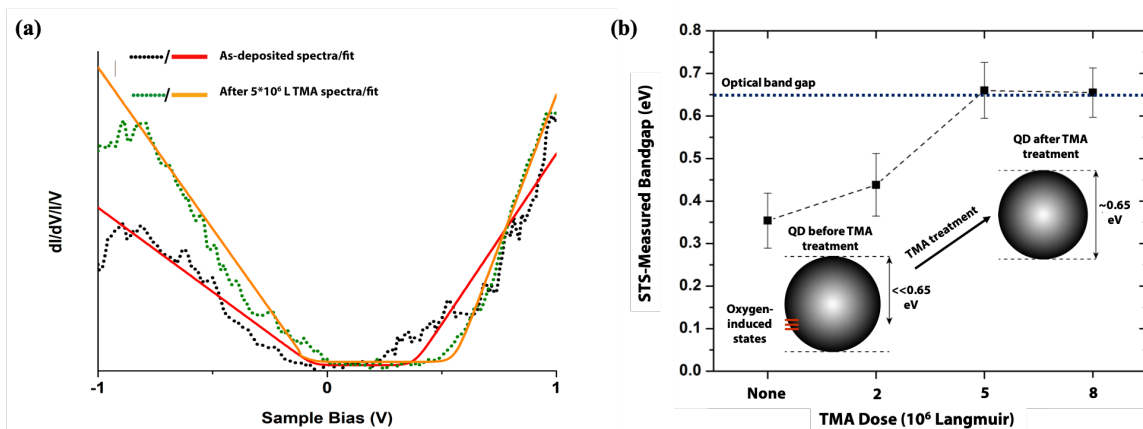 (a)
As-deposited spectra/fit
After 5*10⁶ L TMA spectra/fit
dI/dV/I/V
-1
0
1
Sample Bias (V)
(b)
0.8
0.7
0.6
0.5
0.4
0.3
0.2
0.1
0.0
STS-Measured Bandgap (eV)
Optical band gap
QD after TMA
treatment
~0.65
eV
QD before TMA
treatment
TMA treatment
<<0.65
eV
Oxygen-
induced
states
None
2
5
8
TMA Dose (10⁶ Langmuir)